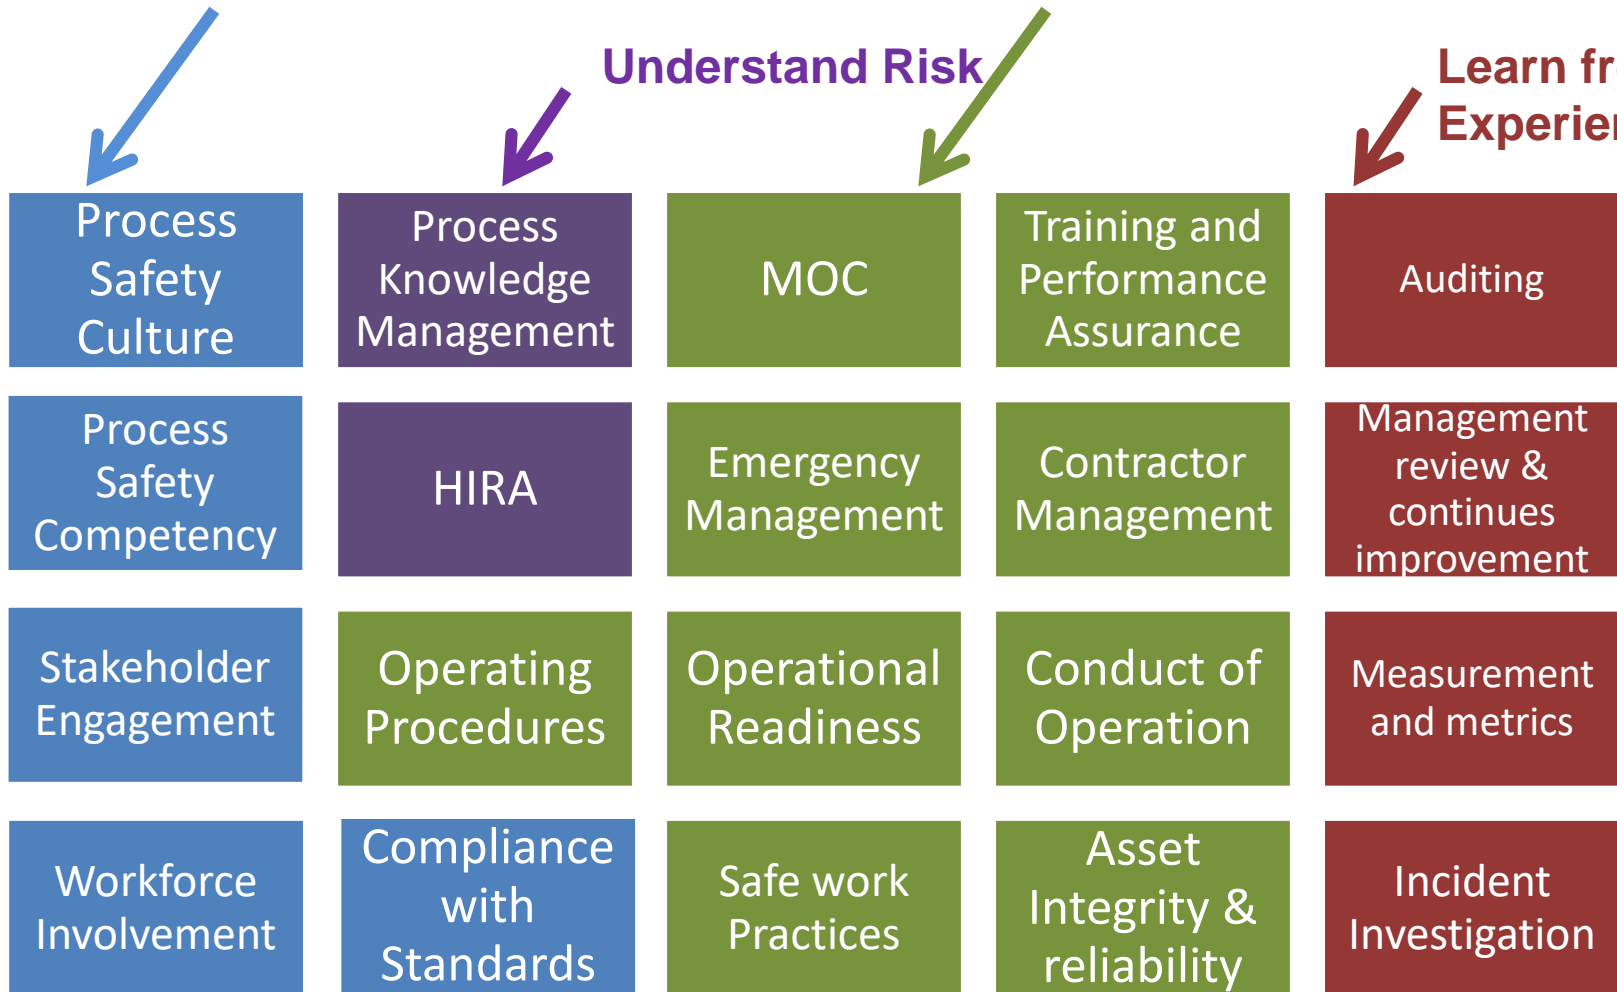 Understand Risk
Learn
Experien
Process
Safety
Culture
Process
Knowledge
Management
MOC
Training and
Performance
Assurance
Auditing
Process
Safety
Competency
HIRA
Emergency
Management
Contractor
Management
Management
review &
continues
improvement
Stakeholder
Engagement
Operating
Procedures
Operational
Readiness
Conduct of
Operation
Measurement
and metrics
Workforce
Involvement
Compliance
with
Standards
Safe work
Practices
Asset
Integrity &
reliability
Incident
Investigation